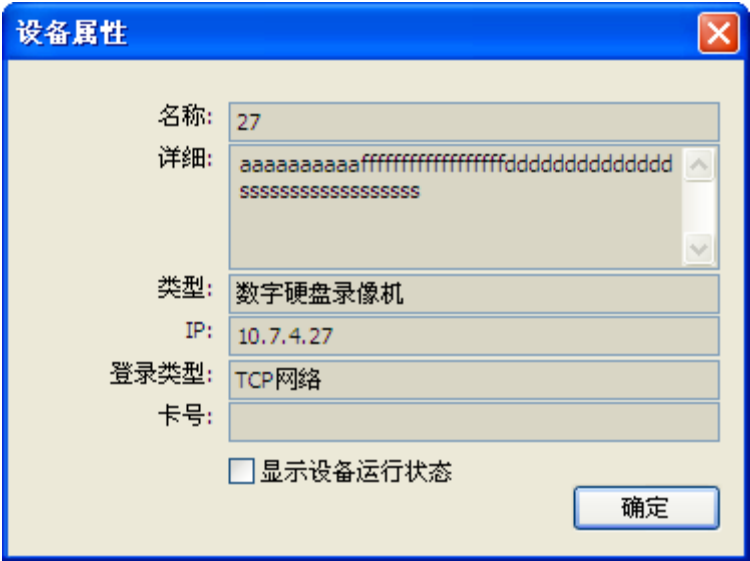 设备属性
名称: 27
详细: aaaaaaaaaaffffffffffffffffffdddddddddddddd
ssssssssssssssssss
类型: 数字硬盘录像机
IP: 10.7.4.27
登录类型: TCP网络
卡号:
显示设备运行状态
确定